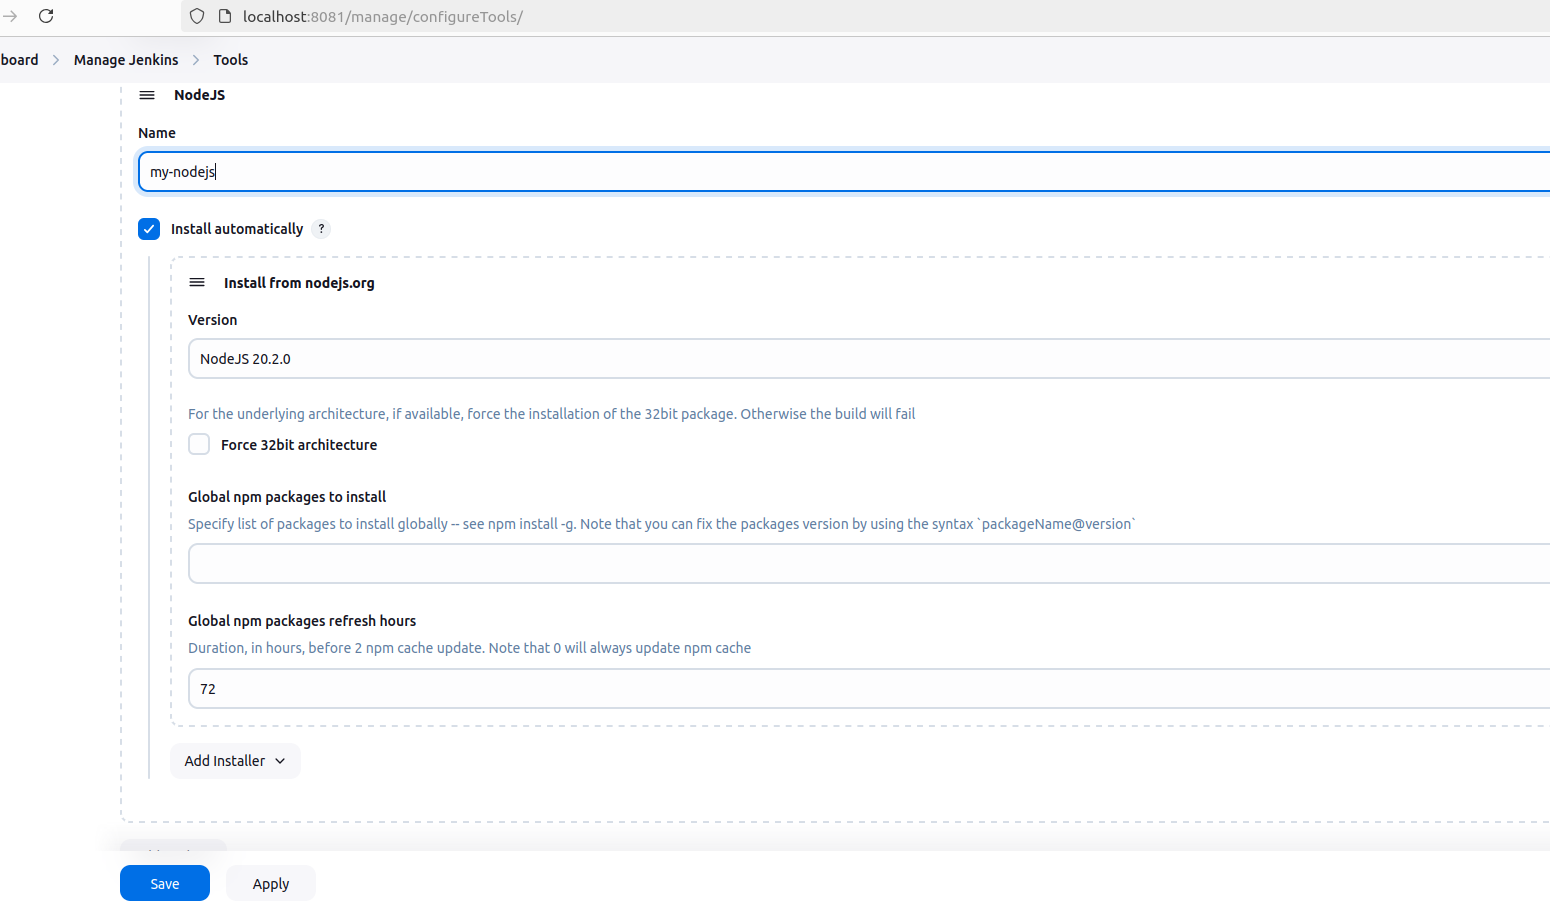 localhost:8081/manage/configureTools/
board > Manage Jenkins > Tools
NodeJS
Name
my-nodejs
Install automatically ?
Install from nodejs.org
Version
NodeJS 20.2.0
For the underlying architecture, if available, force the installation of the 32bit package. Otherwise the build will fail
Force 32bit architecture
Global npm packages to install
Specify list of packages to install globally -- see npm install -g. Note that you can fix the packages version by using the syntax `packageName@version`
Global npm packages refresh hours
Duration, in hours, before 2 npm cache update. Note that 0 will always update npm cache
72
Add Installer
Save Apply